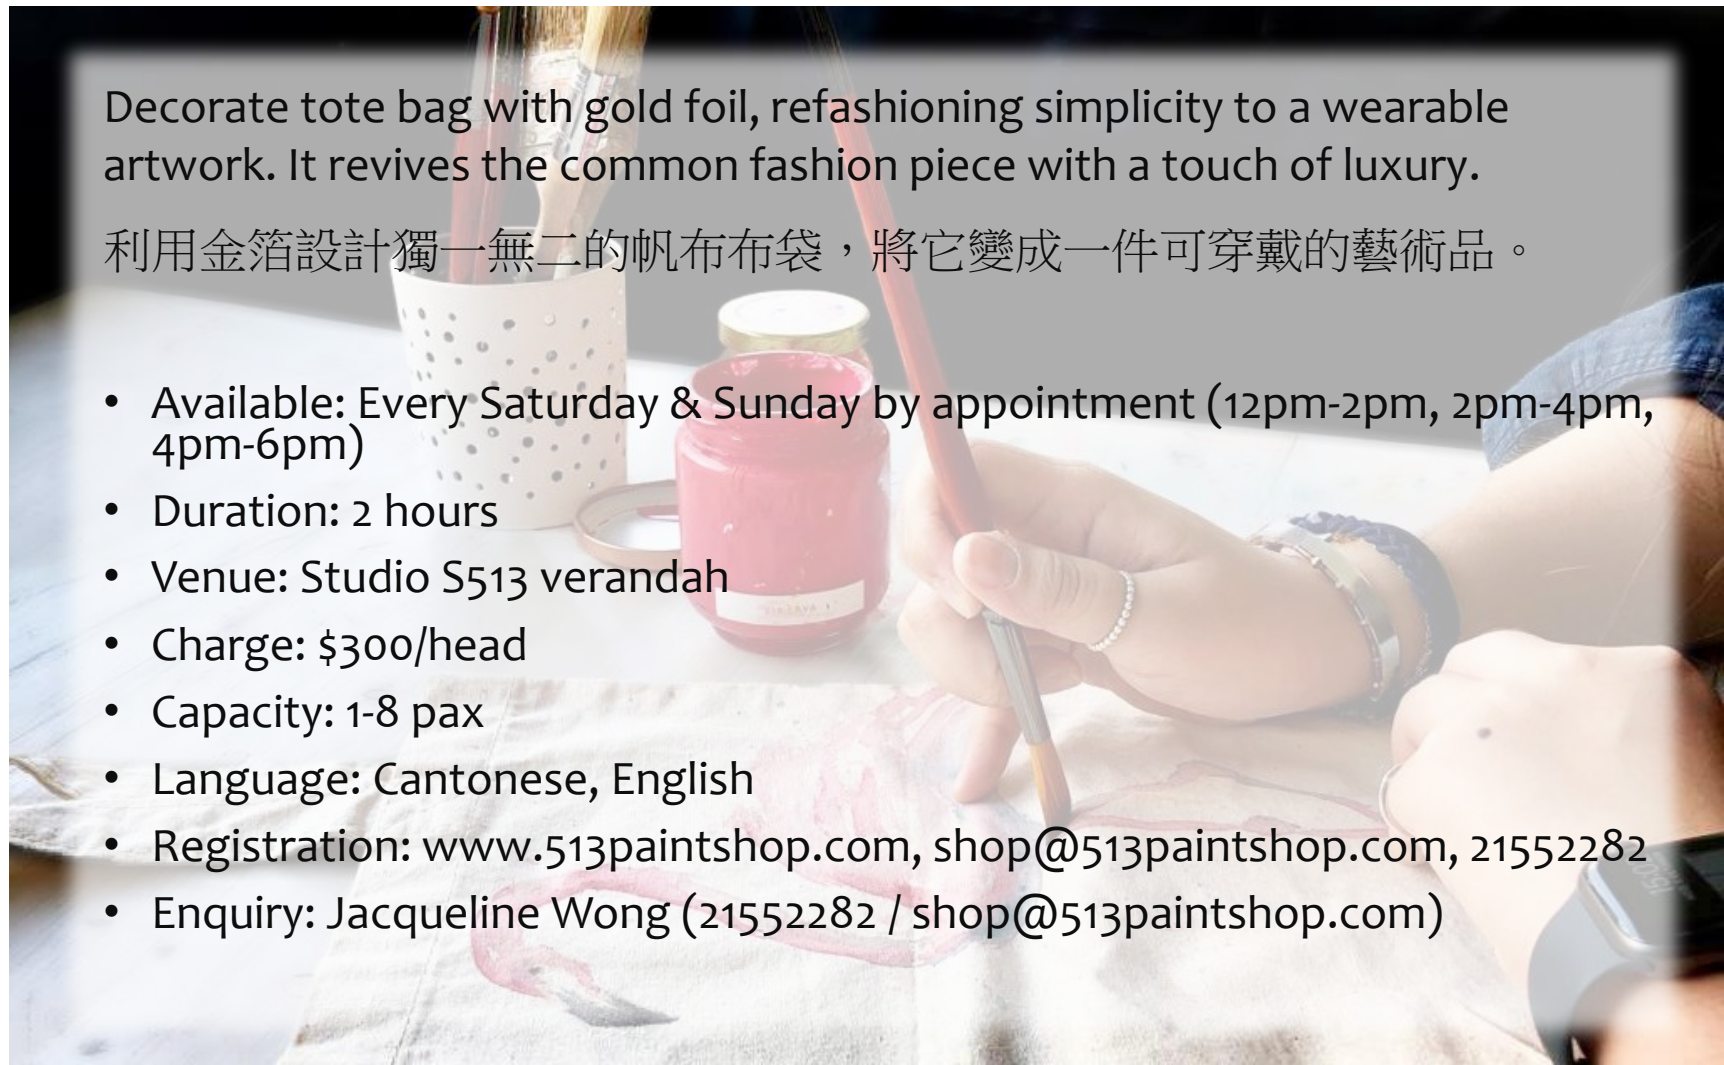 Decorate tote bag with gold foil, refashioning simplicity to a wearable
artwork. It revives the common fashion piece with a touch of luxury.
利用金箔設計獨一無二的帆布布袋，將它變成一件可穿戴的藝術品。
• Available: Every Saturday & Sunday by appointment (12pm-2pm, 2pm-4pm,
4pm-6pm)
• Duration: 2 hours
• Venue: Studio S513 verandah
• Charge: $300/head
• Capacity: 1-8 pax
• Language: Cantonese, English
• Registration: www.513paintshop.com, shop@513paintshop.com, 21552282
• Enquiry: Jacqueline Wong (21552282 / shop@513paintshop.com)